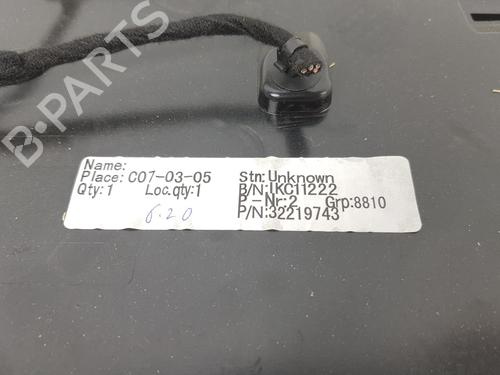 B-PARTS
Name:
Place: C07-03-05 Stn: Unknown
Qty: 1 Loc.qty: 1 B/N: IKC11222
6.20 P-Nr: 2 Grp: 8810
P/N: 32219743